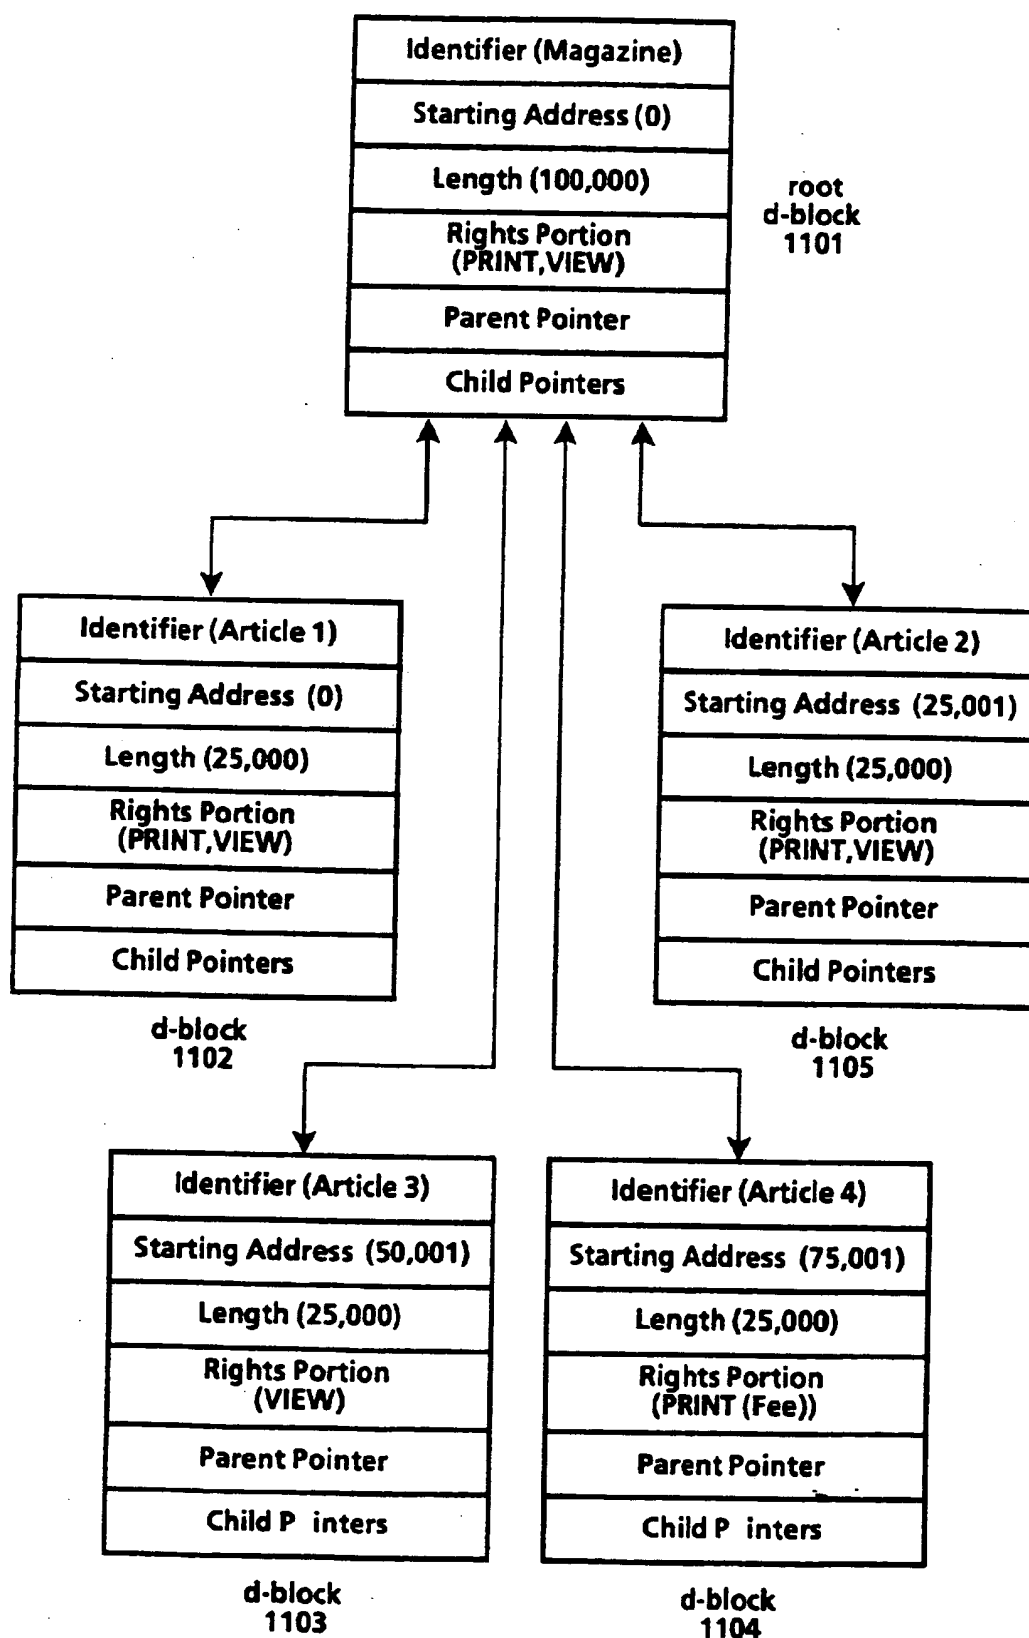 Identifier (Magazine)
Starting Address (0)
Length (100,000)
Rights Portion
(PRINT,VIEW)
Parent Pointer
Child Pointers
root
d-block
1101
Identifier (Article 1)
Starting Address (0)
Length (25,000)
Rights Portion
(PRINT,VIEW)
Parent Pointer
Child Pointers
d-block
1102
Identifier (Article 2)
Starting Address (25,001)
Length (25,000)
Rights Portion
(PRINT,VIEW)
Parent Pointer
Child Pointers
d-block
1105
Identifier (Article 3)
Starting Address (50,001)
Length (25,000)
Rights Portion
(VIEW)
Parent Pointer
Child P inters
d-block
1103
Identifier (Article 4)
Starting Address (75,001)
Length (25,000)
Rights Portion
(PRINT (Fee))
Parent Pointer
Child P inters
d-block
1104